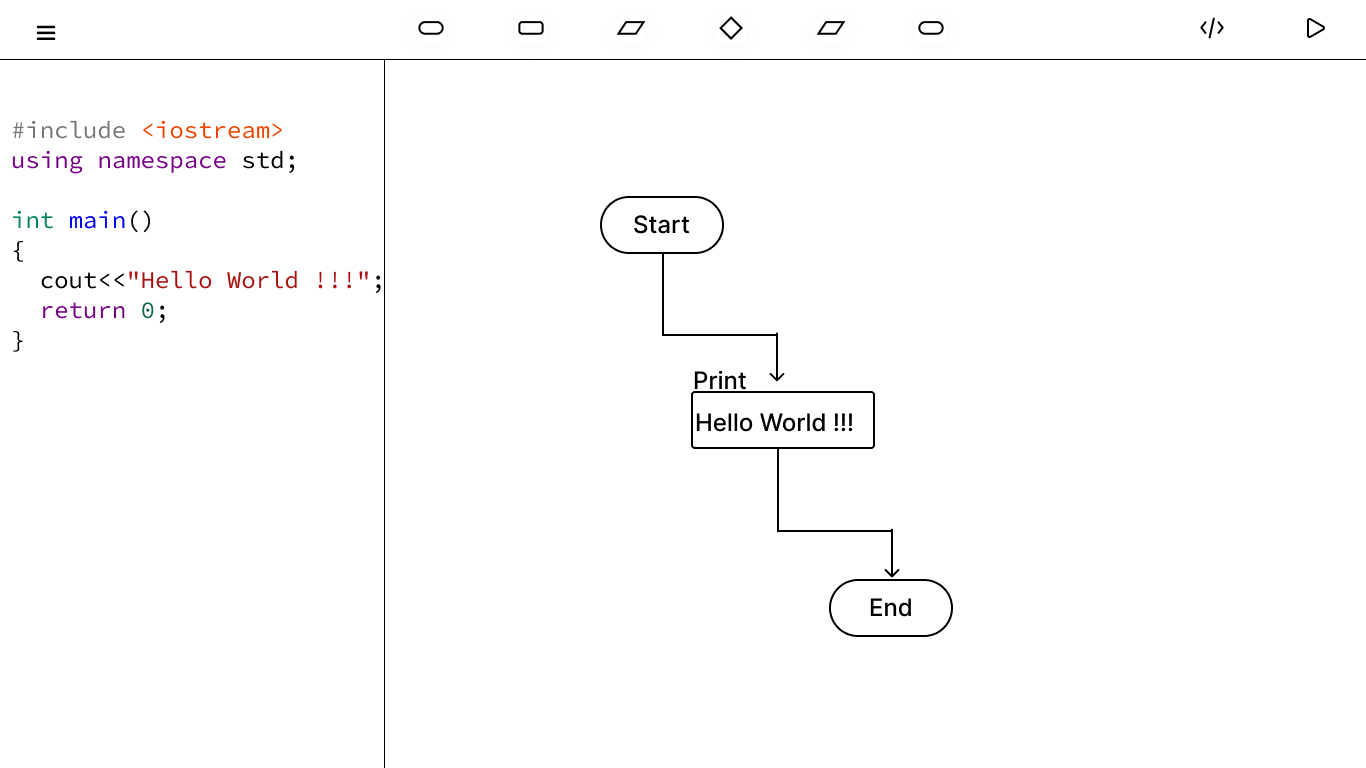 #include <iostream>
using namespace std;
int main()
{
cout<<"Hello World !!!";
return 0;
}
Start
Print
Hello World !!!
End